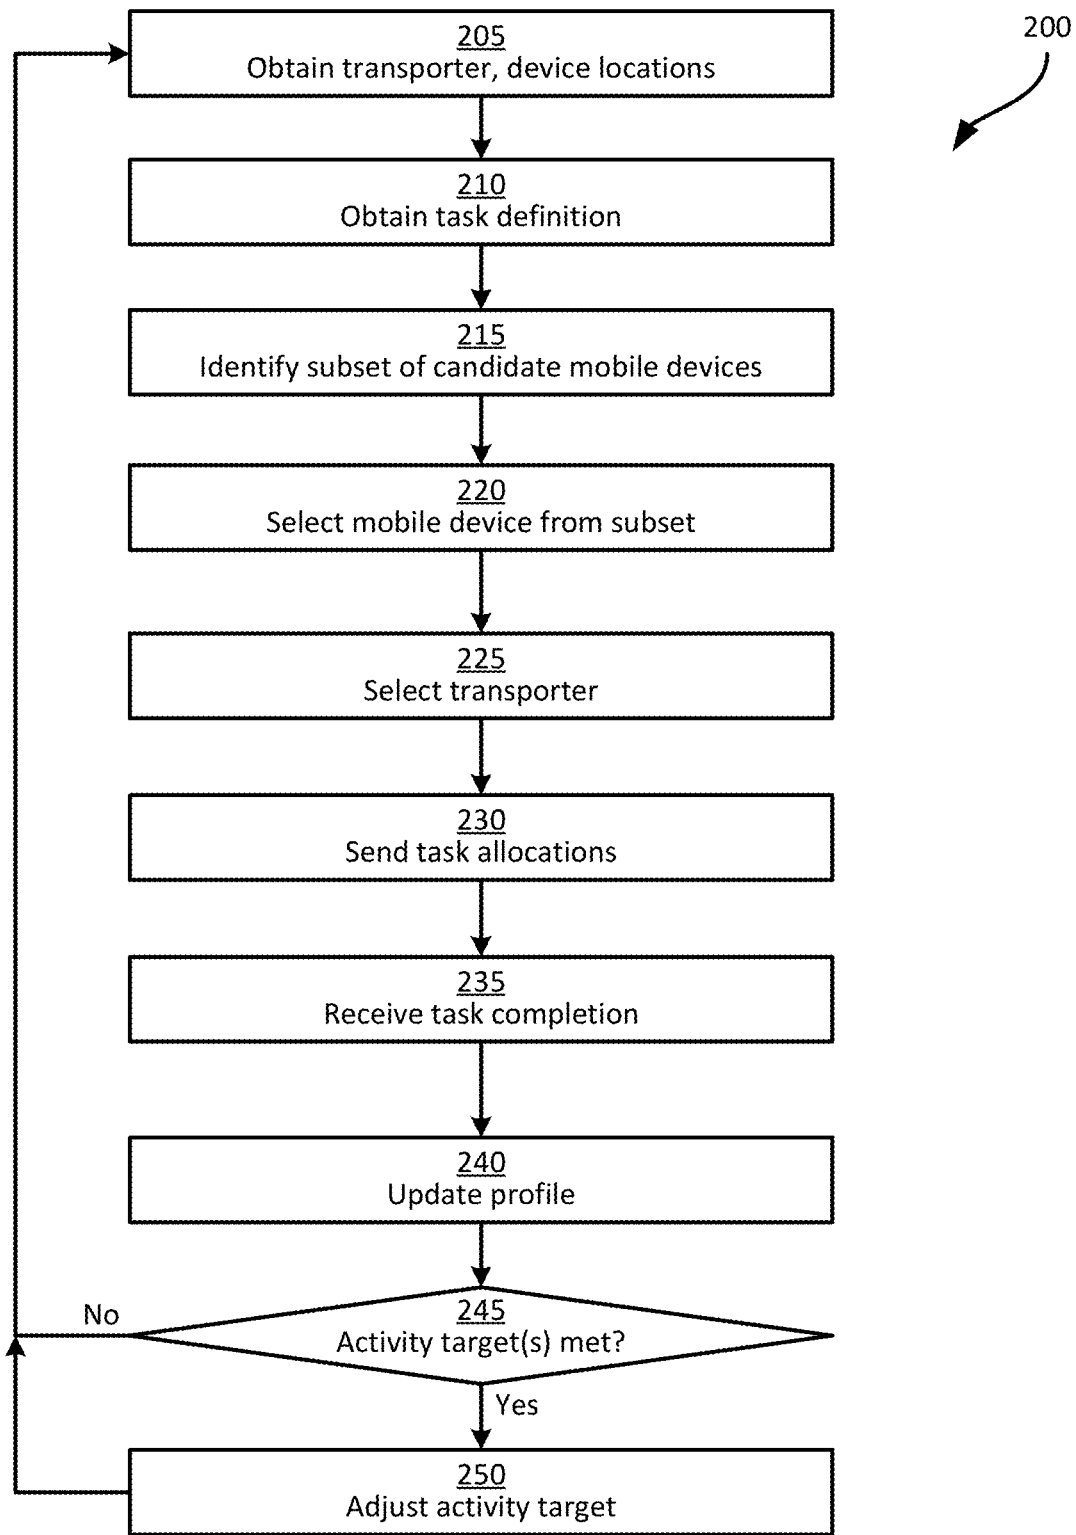 200
205
Obtain transporter, device locations
210
Obtain task definition
215
Identify subset of candidate mobile devices
220
Select mobile device from subset
225
Select transporter
230
Send task allocations
235
Receive task completion
240
Update profile
245
Activity target(s) met?
No
Yes
250
Adjust activity target